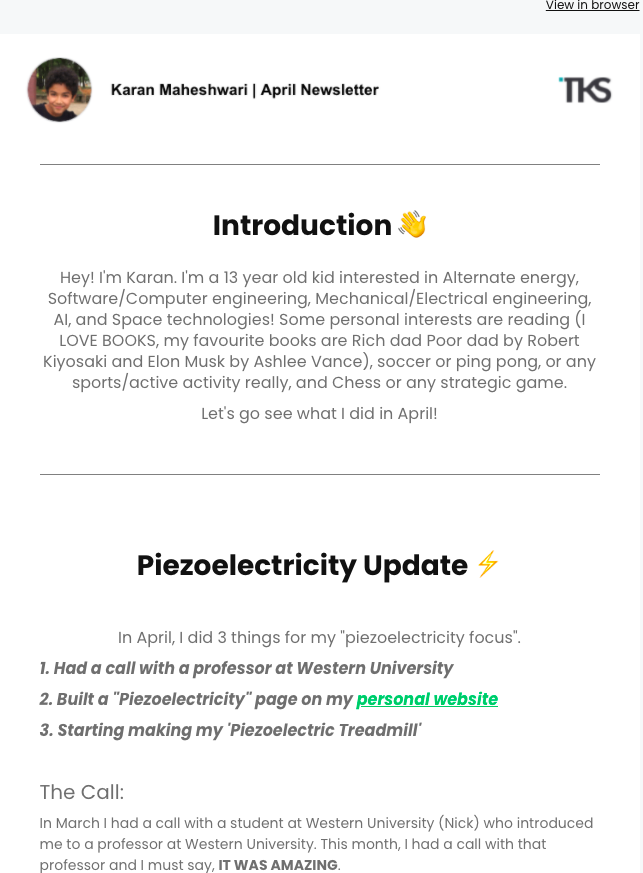 View in browser
Karan Maheshwari | April Newsletter
TKS
Introduction 👋
Hey! I'm Karan. I'm a 13 year old kid interested in Alternate energy,
Software/Computer engineering, Mechanical/Electrical engineering,
AI, and Space technologies! Some personal interests are reading (I
LOVE BOOKS, my favourite books are Rich dad Poor dad by Robert
Kiyosaki and Elon Musk by Ashlee Vance), soccer or ping pong, or any
sports/active activity really, and Chess or any strategic game.
Let's go see what I did in April!
Piezoelectricity Update ⚡
In April, I did 3 things for my "piezoelectricity focus".
1. Had a call with a professor at Western University
2. Built a "Piezoelectricity" page on my personal website
3. Starting making my 'Piezoelectric Treadmill'
The Call:
In March I had a call with a student at Western University (Nick) who introduced
me to a professor at Western University. This month, I had a call with that
professor and I must say, IT WAS AMAZING.